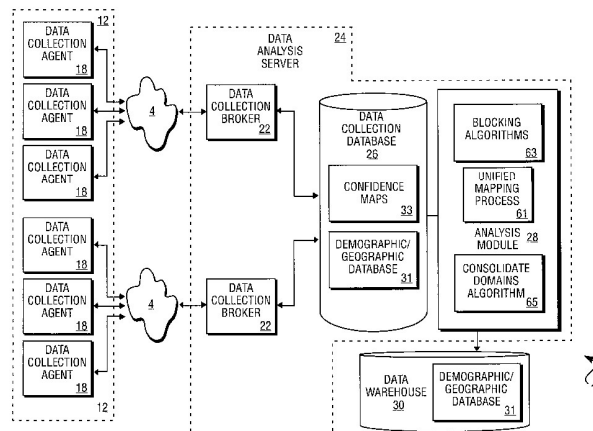 12
DATA
COLLECTION
AGENT
18
DATA
COLLECTION
AGENT
18
DATA
COLLECTION
AGENT
18
DATA
COLLECTION
AGENT
18
DATA
COLLECTION
AGENT
18
DATA
COLLECTION
AGENT
18
12
4
4
DATA
ANALYSIS
SERVER
24
DATA
COLLECTION
BROKER
22
DATA
COLLECTION
BROKER
22
DATA
COLLECTION
DATABASE
26
CONFIDENCE
MAPS
33
DEMOGRAPHIC/
GEOGRAPHIC
DATABASE
31
BLOCKING
ALGORITHMS
63
UNIFIED
MAPPING
PROCESS
61
ANALYSIS
MODULE 28
CONSOLIDATE
DOMAINS
ALGORITHM
65
DATA
WAREHOUSE
30
DEMOGRAPHIC/
GEOGRAPHIC
DATABASE
31